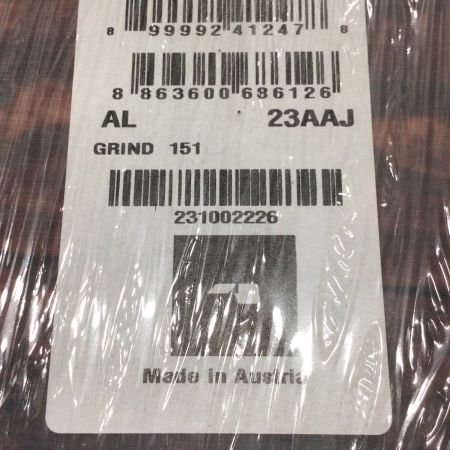 8 99992 41247 8
8 863600 686126
AL 23AAJ
GRIND 151
231002226
Made in Austria